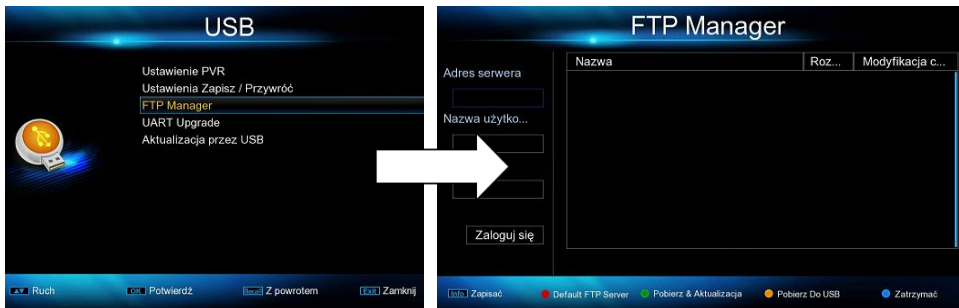 USB
Ustawienie PVR
Ustawienia Zapisz / Przywróć
FTP Manager
UART Upgrade
Aktualizacja przez USB
▲▼ Ruch
OK Potwierdź
Recall Z powrotem
Exit Zamknij
FTP Manager
Adres serwera
Nazwa użytko...
Zaloguj się
Nazwa Roz... Modyfikacja c...
Info Zapisać
Default FTP Server
Pobierz & Aktualizacja
Pobierz Do USB
Zatrzymać